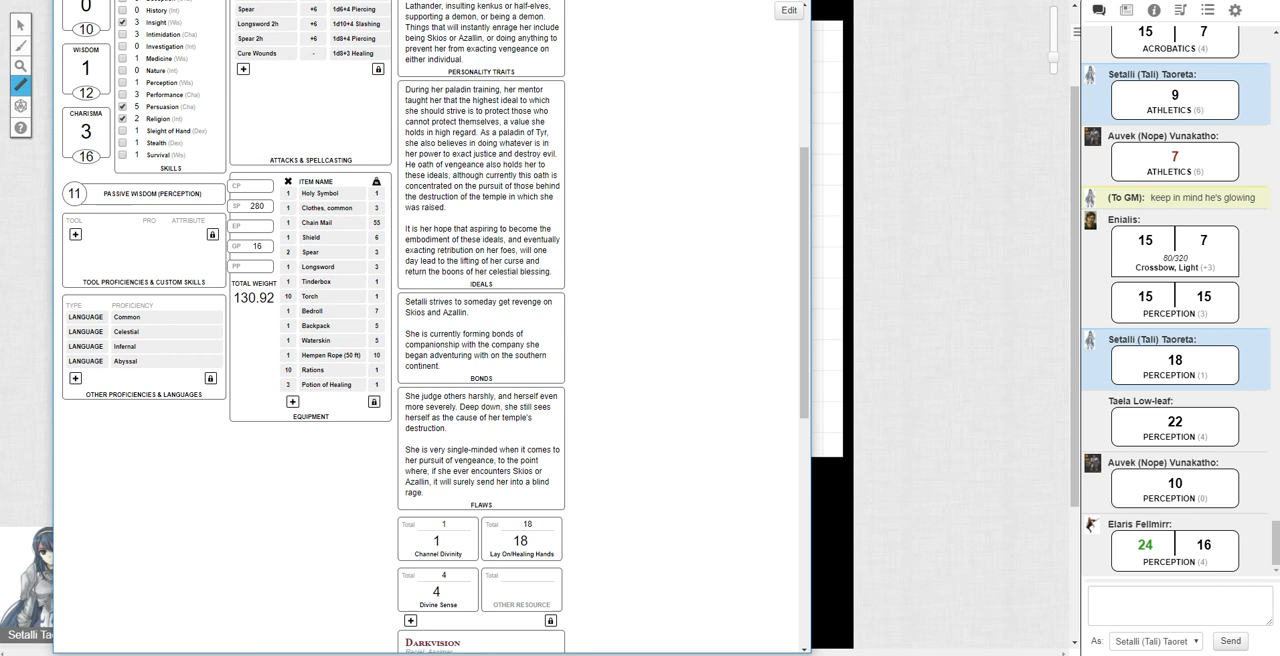 0
10
WISDOM
1
12
CHARISMA
3
16
0 History (Int)
3 Insight (Wis)
3 Intimidation (Cha)
0 Investigation (Int)
1 Medicine (Wis)
0 Nature (Int)
1 Perception (Wis)
3 Performance (Cha)
5 Persuasion (Cha)
2 Religion (Int)
1 Sleight of Hand (Dex)
1 Stealth (Dex)
1 Survival (Wis)
SKILLS
11 PASSIVE WISDOM (PERCEPTION)
TOOL PRO ATTRIBUTE
TOOL PROFICIENCIES & CUSTOM SKILLS
TYPE PROFICIENCY
LANGUAGE Common
LANGUAGE Celestial
LANGUAGE Infernal
LANGUAGE Abyssal
OTHER PROFICIENCIES & LANGUAGES
Spear +6 1d6+4 Piercing
Longsword 2h +6 1d10+4 Slashing
Spear 2h +6 1d8+4 Piercing
Cure Wounds - 1d8+3 Healing
ATTACKS & SPELLCASTING
CP
SP 280
EP
GP 16
PP
TOTAL WEIGHT
130.92
ITEM NAME
1 Holy Symbol 1
1 Clothes, common 3
1 Chain Mail 55
1 Shield 6
2 Spear 3
1 Longsword 3
1 Tinderbox 1
10 Torch 1
1 Bedroll 7
1 Backpack 5
1 Waterskin 5
1 Hempen Rope (50 ft) 10
10 Rations 1
3 Potion of Healing 1
EQUIPMENT
Lathander, insulting kenkus or half-elves,
supporting a demon, or being a demon.
Things that will instantly enrage her include
being Skios or Azallin, or doing anything to
prevent her from exacting vengeance on
either individual.
PERSONALITY TRAITS
During her paladin training, her mentor
taught her that the highest ideal to which
she should strive is to protect those who
cannot protect themselves, a value she
holds in high regard. As a paladin of Tyr,
she also believes in doing whatever is in
her power to exact justice and destroy evil.
He oath of vengeance also holds her to
these ideals, although currently this oath is
concentrated on the pursuit of those behind
the destruction of the temple in which she
was raised.
It is her hope that aspiring to become the
embodiment of these ideals, and eventually
exacting retribution on her foes, will one
day lead to the lifting of her curse and
return the boons of her celestial blessing.
IDEALS
Setalli strives to someday get revenge on
Skios and Azallin.
She is currently forming bonds of
companionship with the company she
began adventuring with on the southern
continent.
BONDS
She judge others harshly, and herself even
more severely. Deep down, she still sees
herself as the cause of her temple's
destruction.
She is very single-minded when it comes to
her pursuit of vengeance, to the point
where, if she ever encounters Skios or
Azallin, it will surely send her into a blind
rage.
FLAWS
Total 1
1
Channel Divinity
Total 18
18
Lay On/Healing Hands
Total 4
4
Divine Sense
Total
OTHER RESOURCE
DARKVISION
Edit
Setalli Ta
15 7
ACROBATICS (4)
Setalli (Tali) Taoreta:
9
ATHLETICS (6)
Auvek (Nope) Vunakatho:
7
ATHLETICS (6)
(To GM): keep in mind he's glowing
Enialis:
15 7
80/320
Crossbow, Light (+3)
15 15
PERCEPTION (3)
Setalli (Tali) Taoreta:
18
PERCEPTION (1)
Taela Low-leaf:
22
PERCEPTION (4)
Auvek (Nope) Vunakatho:
10
PERCEPTION (0)
Elaris Fellmirr:
24 16
PERCEPTION (4)
As: Setalli (Tali) Taoret Send